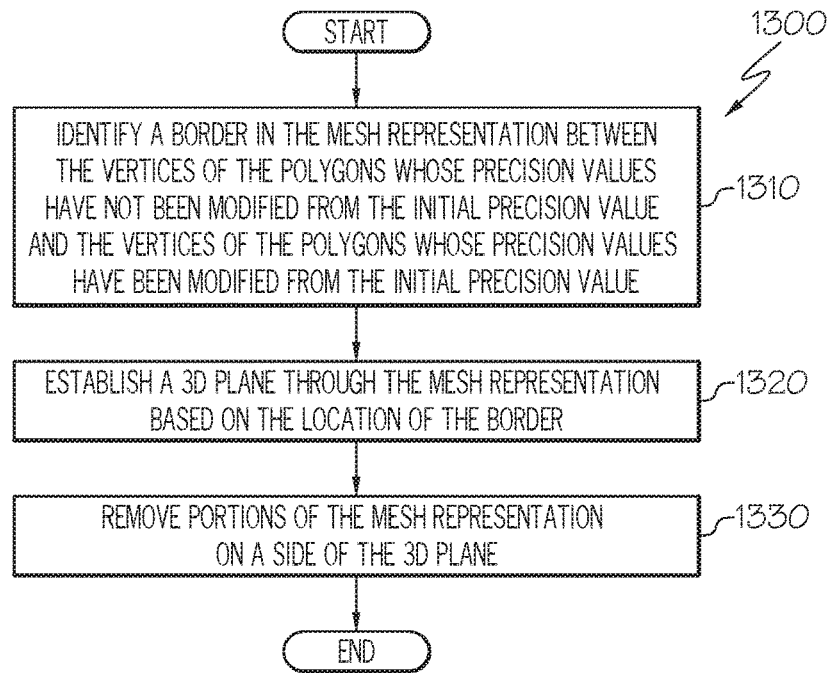 START
1300
IDENTIFY A BORDER IN THE MESH REPRESENTATION BETWEEN
THE VERTICES OF THE POLYGONS WHOSE PRECISION VALUES
HAVE NOT BEEN MODIFIED FROM THE INITIAL PRECISION VALUE
AND THE VERTICES OF THE POLYGONS WHOSE PRECISION VALUES
HAVE BEEN MODIFIED FROM THE INITIAL PRECISION VALUE
1310
ESTABLISH A 3D PLANE THROUGH THE MESH REPRESENTATION
BASED ON THE LOCATION OF THE BORDER
1320
REMOVE PORTIONS OF THE MESH REPRESENTATION
ON A SIDE OF THE 3D PLANE
1330
END